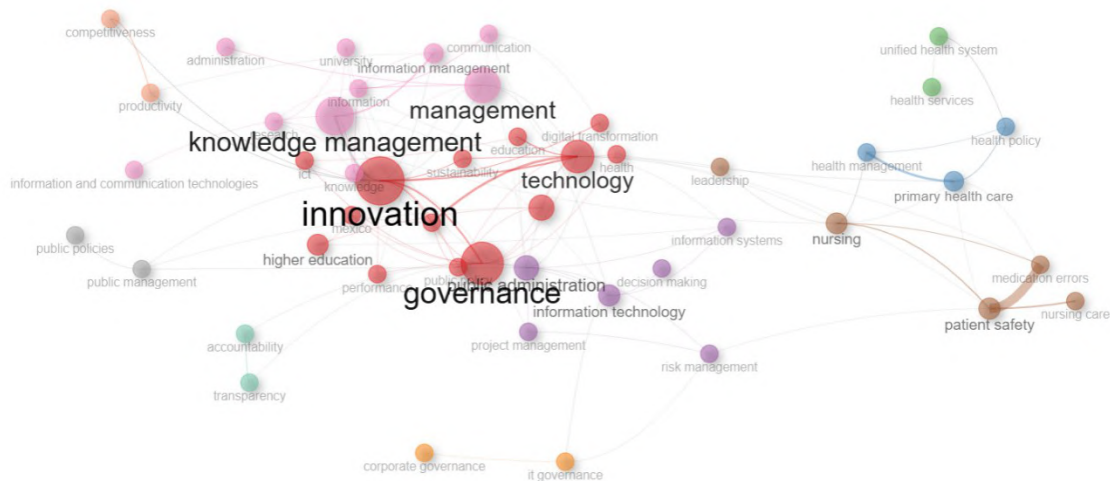 competitiveness
administration
university
communication
information management
unified health system
productivity
information
management
health services
research
knowledge management
education
digital transformation
health policy
information and communication technologies
ict
knowledge
sustainability
technology
health
leadership
health management
primary health care
innovation
mexico
public policies
higher education
information systems
nursing
public management
performance
public
public administration
governance
decision making
medication errors
information technology
nursing care
patient safety
accountability
project management
risk management
transparency
corporate governance
it governance